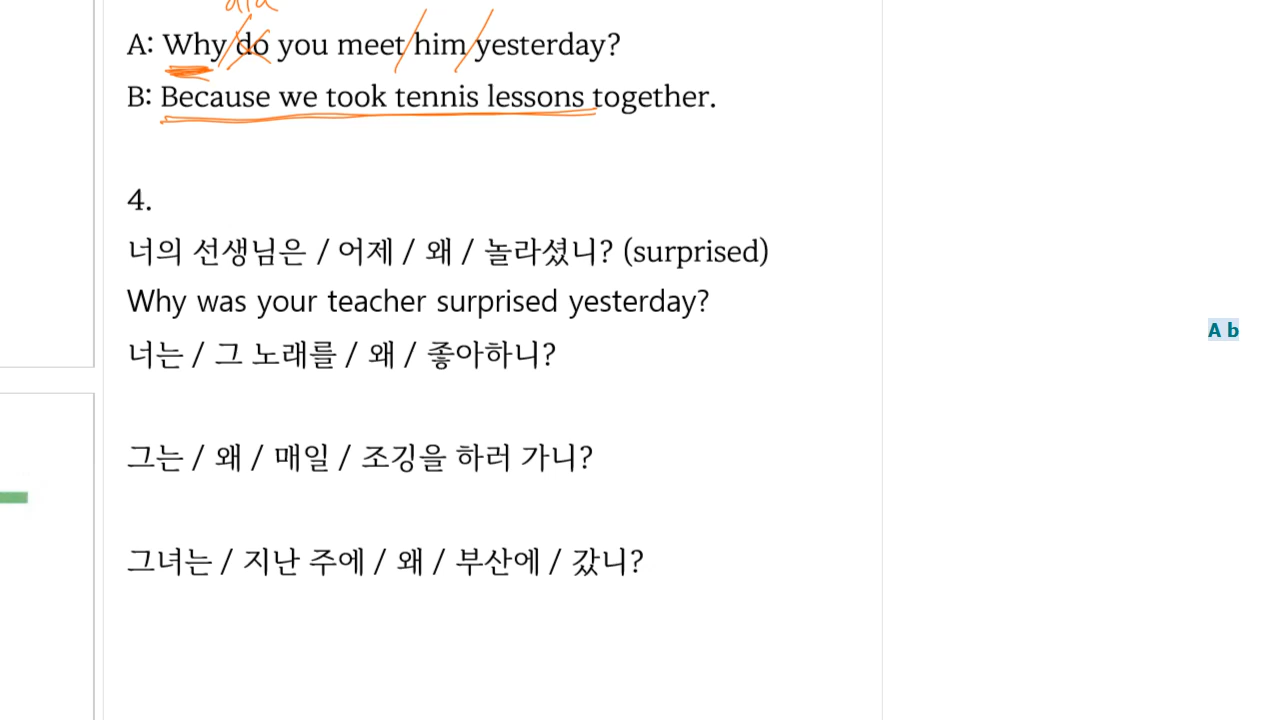 did
A: Why do you meet him yesterday?
B: Because we took tennis lessons together.
4.
너의 선생님은 / 어제 / 왜 / 놀라셨니? (surprised)
Why was your teacher surprised yesterday?
너는 / 그 노래를 / 왜 / 좋아하니?
A b
그는 / 왜 / 매일 / 조깅을 하러 가니?
그녀는 / 지난 주에 / 왜 / 부산에 / 갔니?